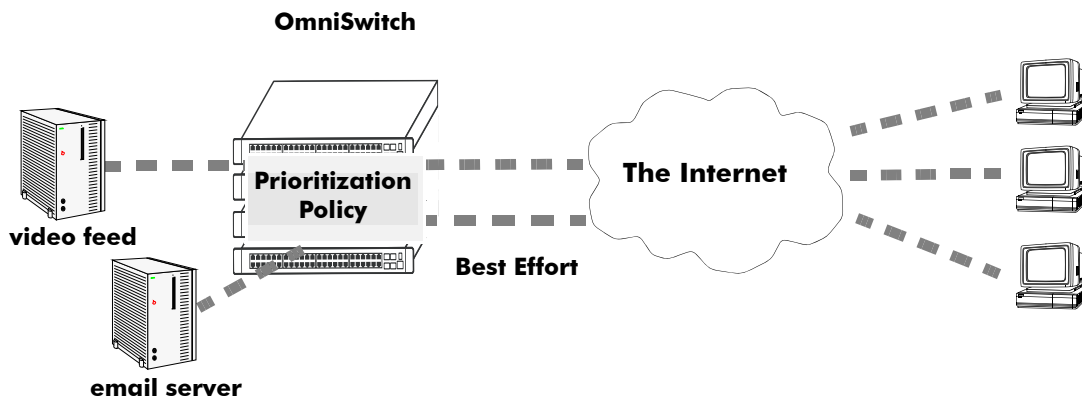 OmniSwitch
Prioritization
Policy
The Internet
video feed
Best Effort
email server